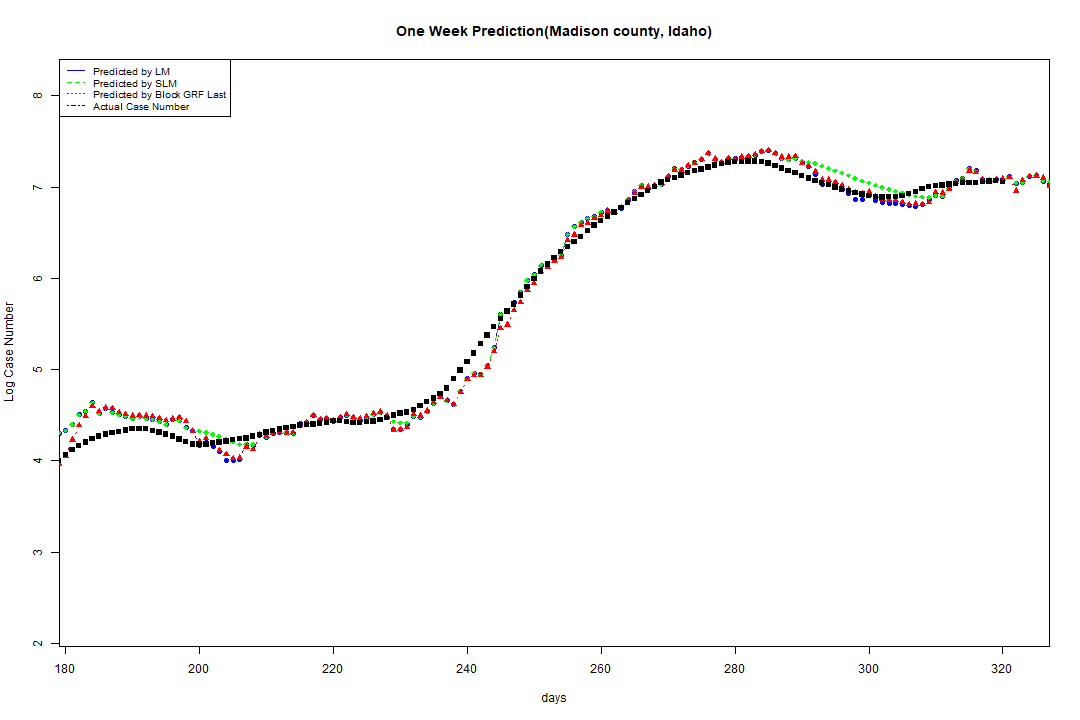 One Week Prediction(Madison county, Idaho)
Predicted by LM
Predicted by SLM
Predicted by Block GRF Last
Actual Case Number
8
7
6
5
4
3
2
Log Case Number
180 200 220 240 260 280 300 320
days